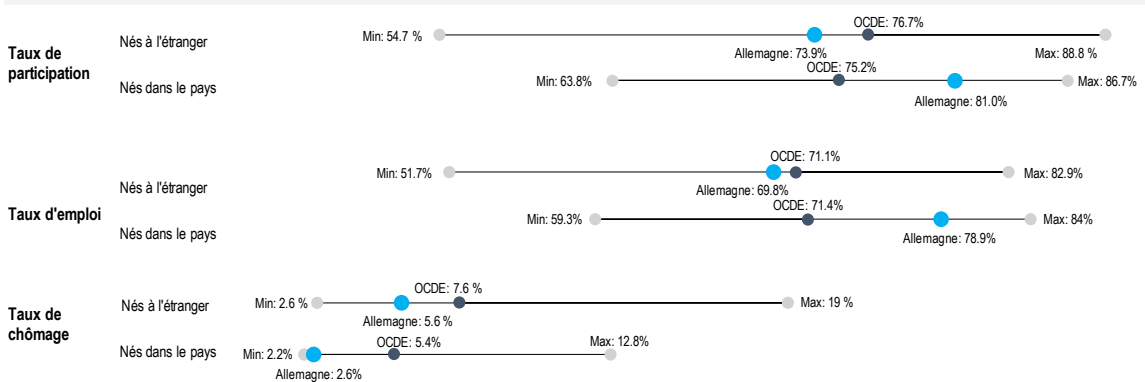 Taux de
participation
Nés à l'étranger
Min: 54.7 %
OCDE: 76.7%
Allemagne: 73.9%
Max: 88.8 %
Nés dans le pays
Min: 63.8%
OCDE: 75.2%
Allemagne: 81.0%
Max: 86.7%
Taux d'emploi
Nés à l'étranger
Min: 51.7%
OCDE: 71.1%
Allemagne: 69.8%
Max: 82.9%
Nés dans le pays
Min: 59.3%
OCDE: 71.4%
Allemagne: 78.9%
Max: 84%
Taux de
chômage
Nés à l'étranger
Min: 2.6 %
OCDE: 7.6 %
Allemagne: 5.6 %
Max: 19 %
Nés dans le pays
Min: 2.2%
OCDE: 5.4%
Allemagne: 2.6%
Max: 12.8%